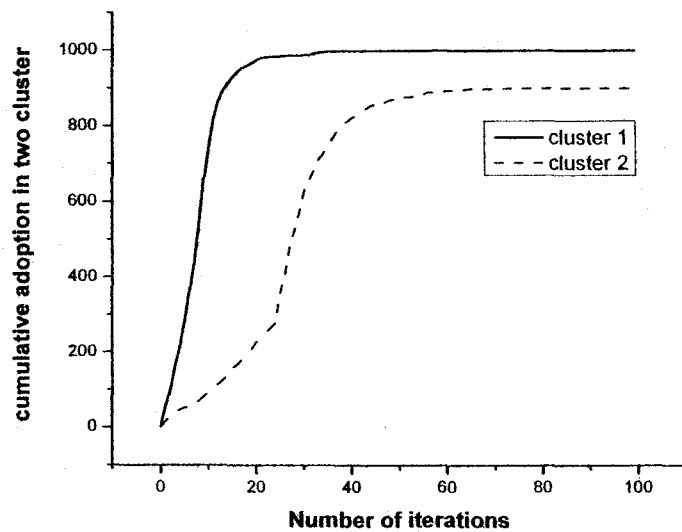 cumulative adoption in two cluster
1000
800
600
400
200
0
cluster 1
cluster 2
0 20 40 60 80 100
Number of iterations